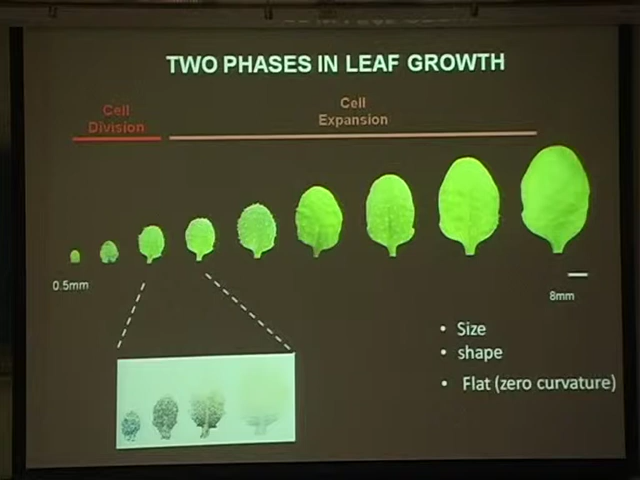 TWO PHASES IN LEAF GROWTH
Cell
Division
Cell
Expansion
0.5mm
8mm
• Size
• shape
• Flat (zero curvature)